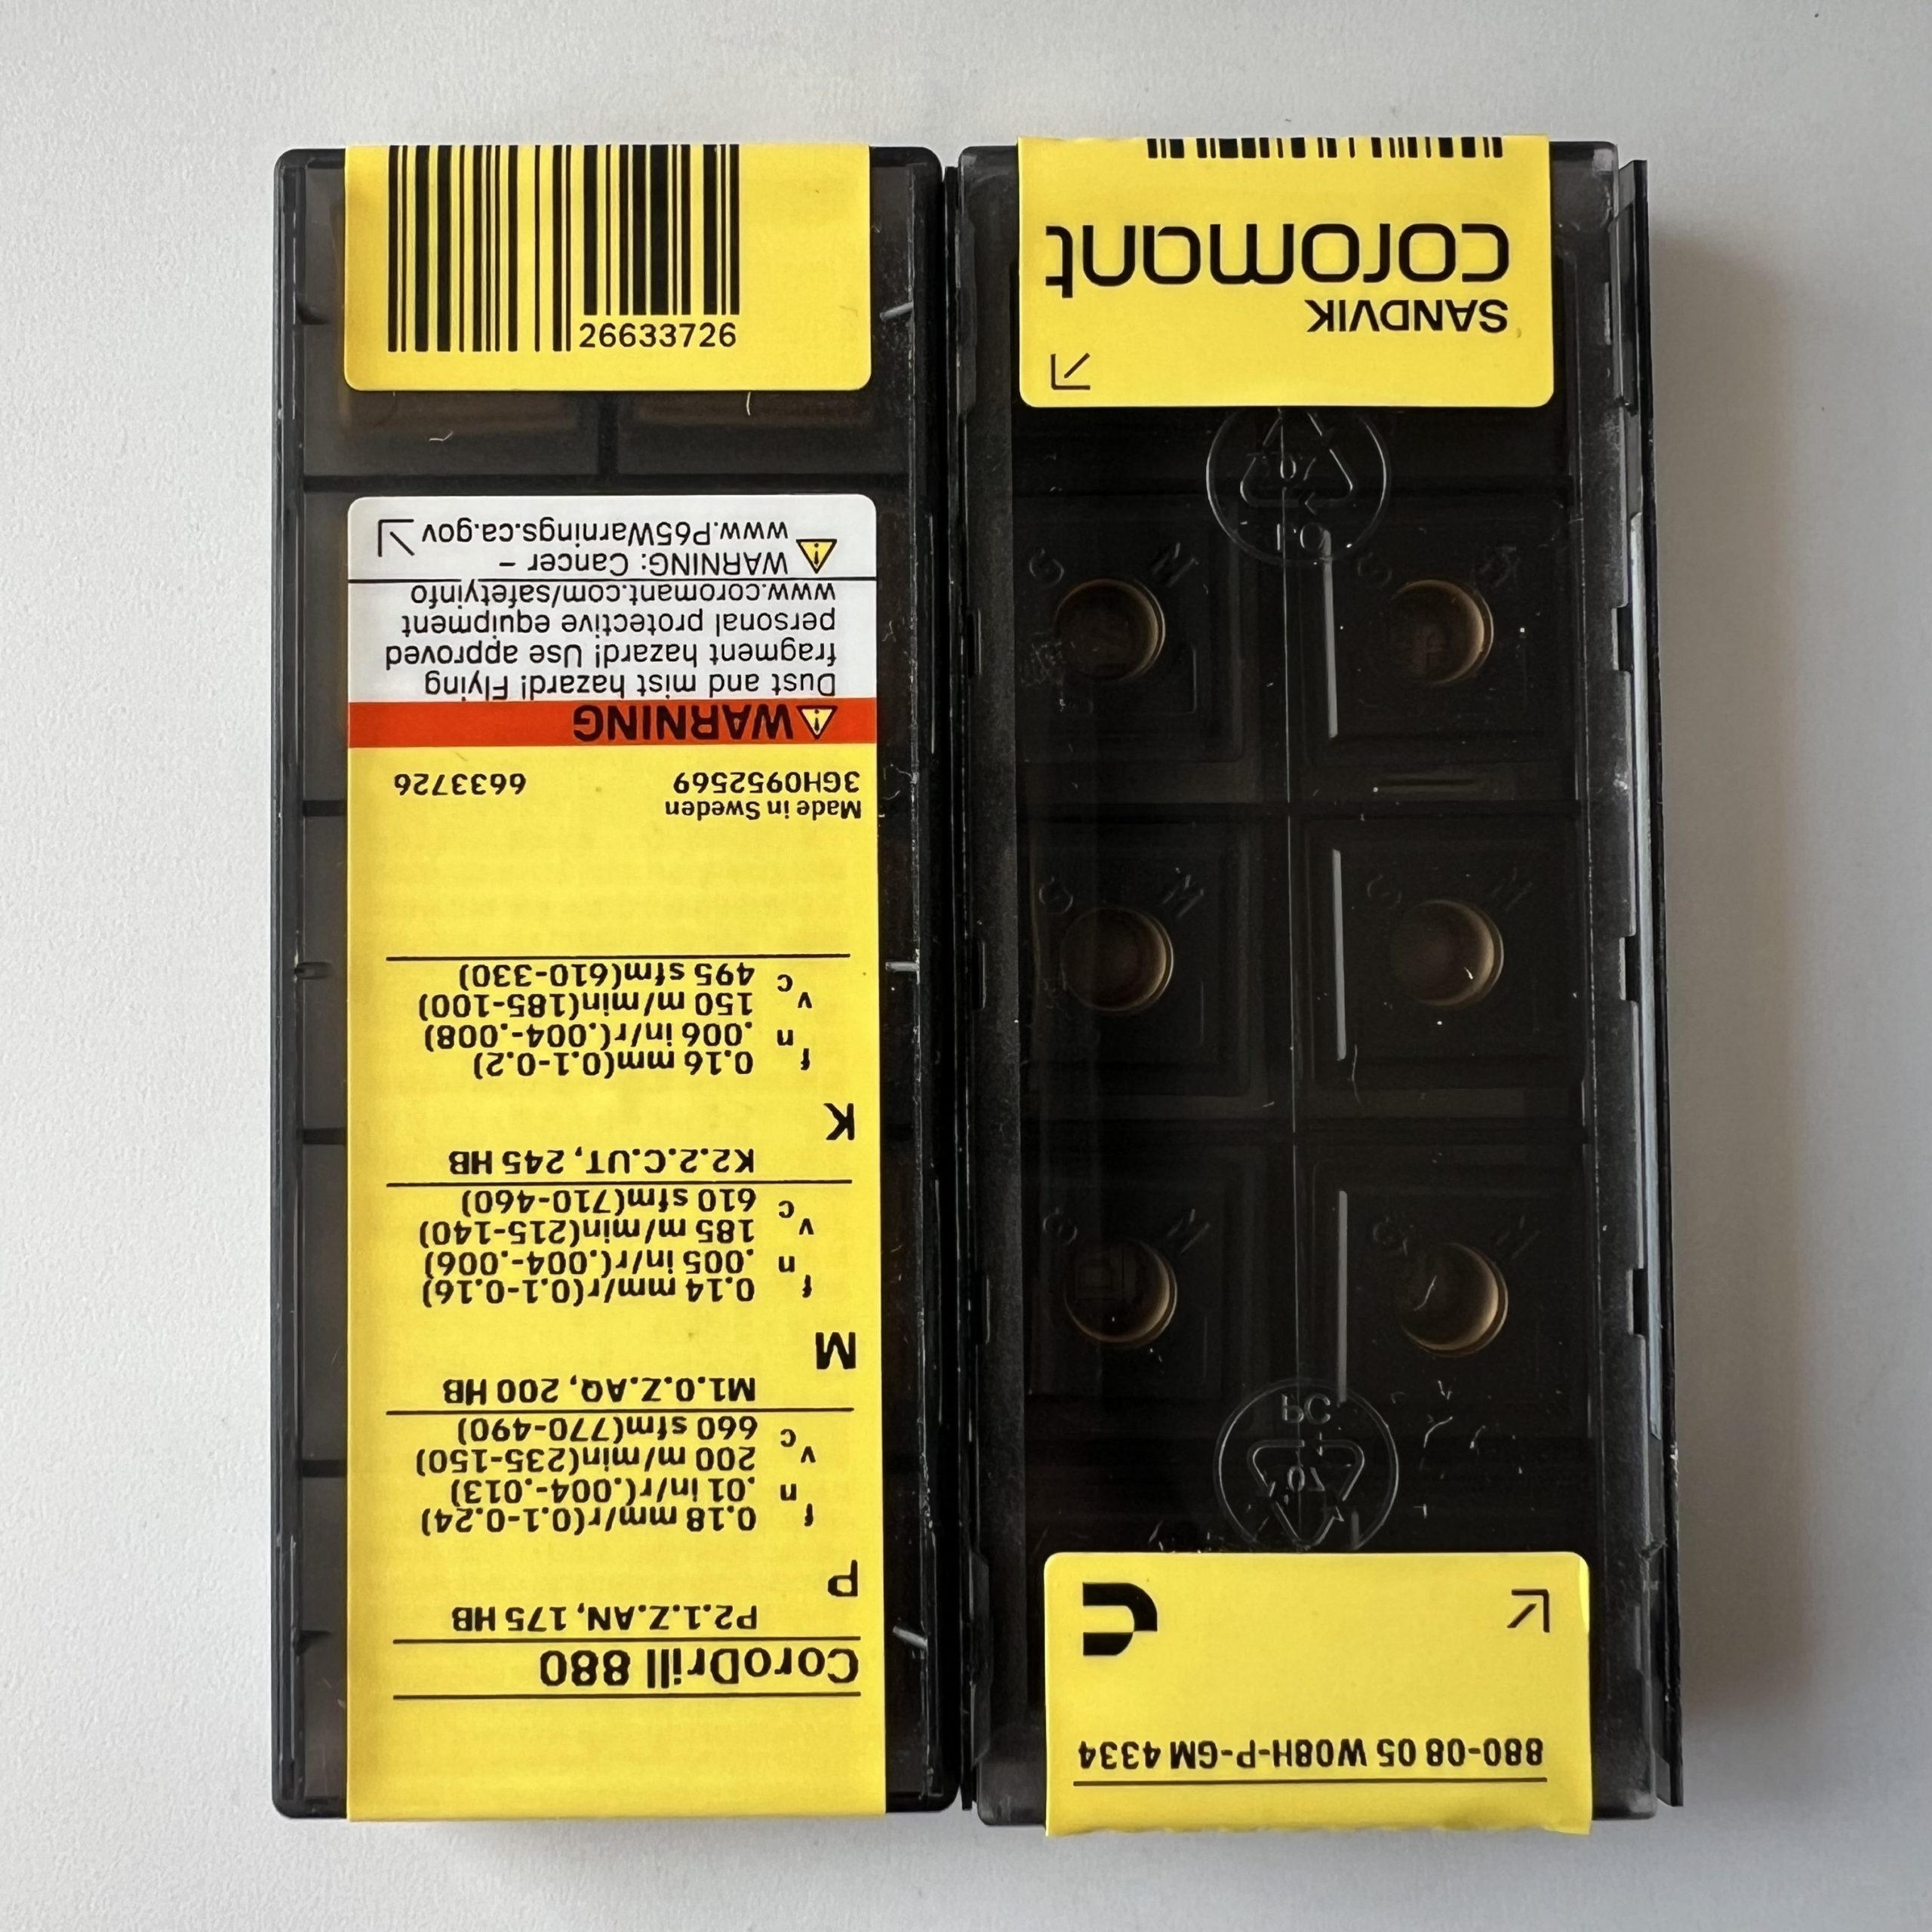 880-08 05 W08H-P-GM 4334
PC
07
SANDVIK
coromant
CoroDrill 880
P2.1.Z.AN, 175 HB
P
f n 0.18 mm/r(0.1-0.24)
.01 in/r(.004-.013)
v c 200 m/min(235-150)
660 sfm(770-490)
M1.0.Z.AQ, 200 HB
M
f n 0.14 mm/r(0.1-0.16)
.005 in/r(.004-.006)
v c 185 m/min(215-140)
610 sfm(710-460)
K2.2.C.UT, 245 HB
K
f n 0.16 mm(0.1-0.2)
.006 in/r(.004-.008)
v c 150 m/min(185-100)
495 sfm(610-330)
Made in Sweden
3GH0952569 6633726
WARNING
Dust and mist hazard! Flying
fragment hazard! Use approved
personal protective equipment
www.coromant.com/safetyinfo
WARNING: Cancer -
www.P65Warnings.ca.gov
26633726